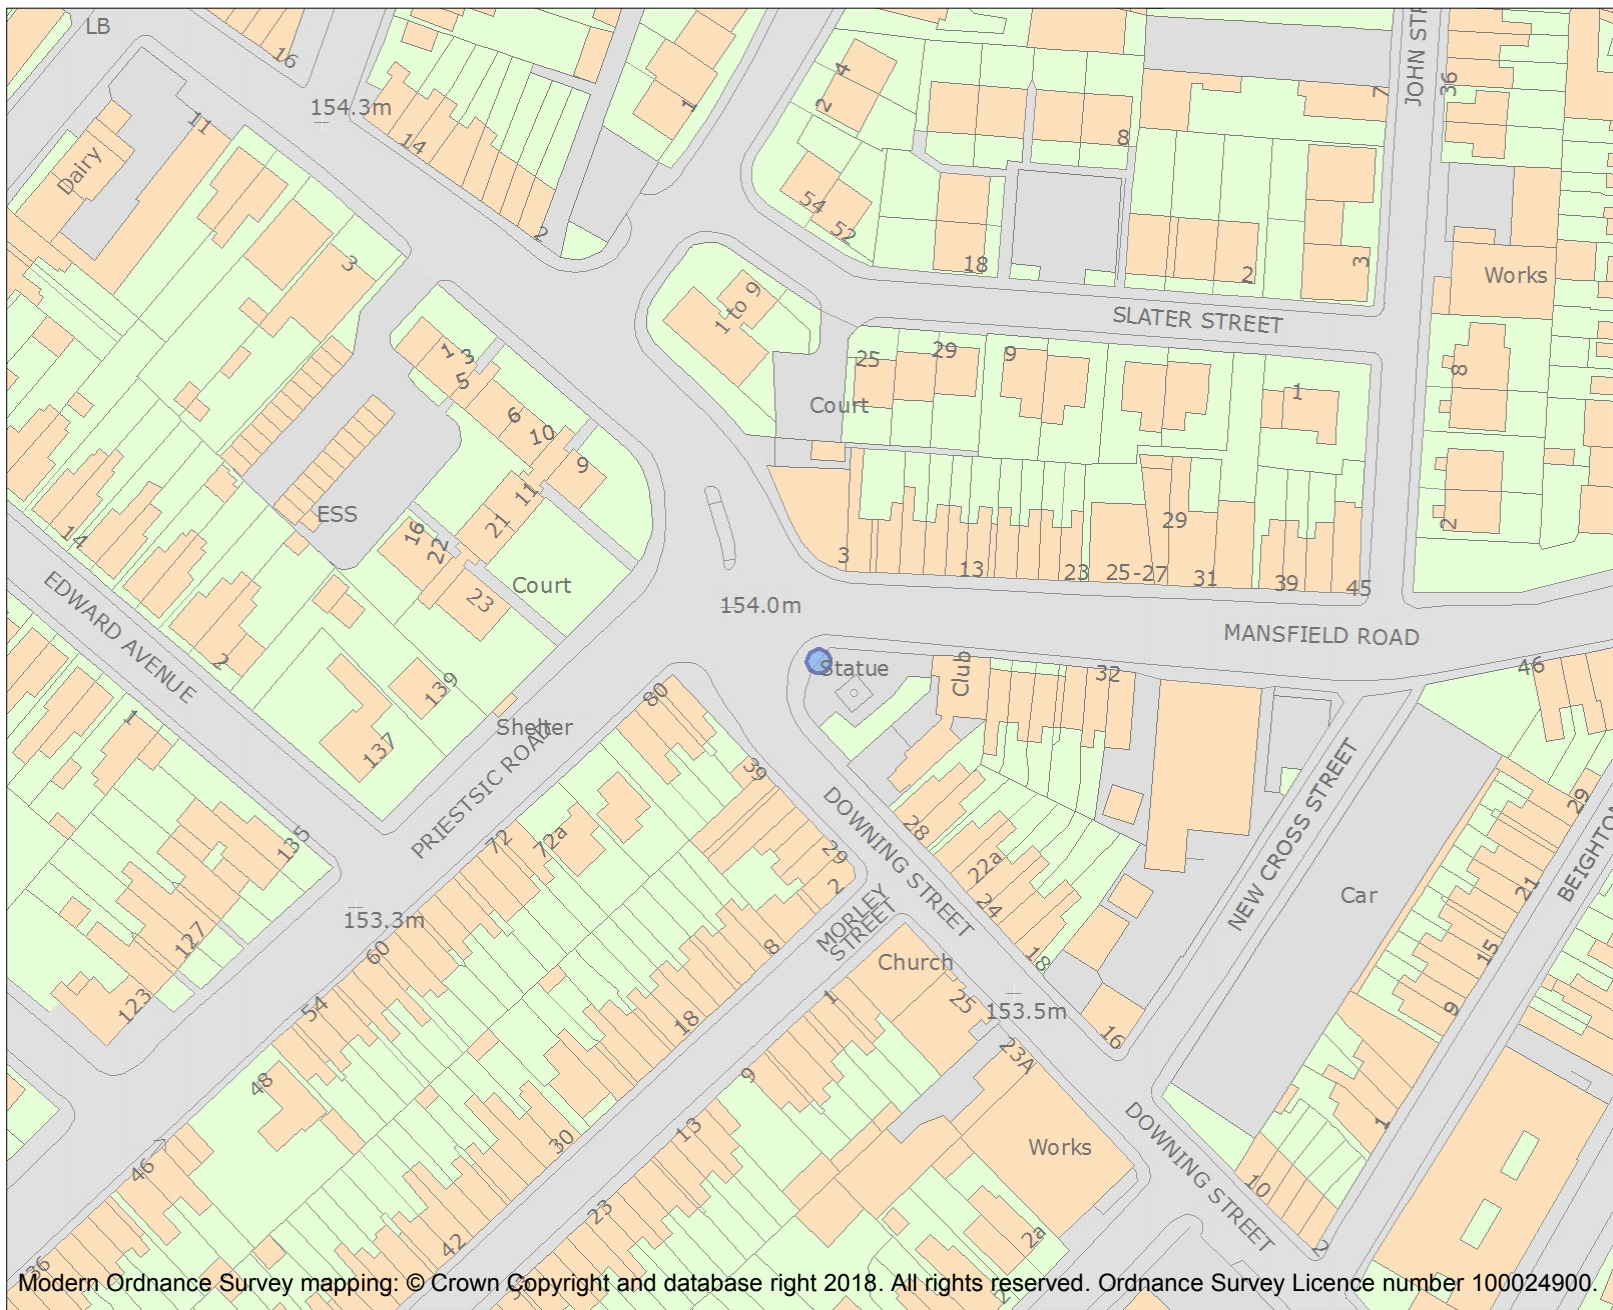 LB
16
154.3m
11
14
Dairy
1
4
2
8
7
JOHN STR
36
54
52
2
3
18
2
3
Works
1 to 9
SLATER STREET
1 3
5
25
29
9
1
8
6
10
Court
9
11
21
ESS
16
22
14
29
2
3
13
23
25-27
31
39
45
Court
23
EDWARD AVENUE
154.0m
MANSFIELD ROAD
2
139
80
Statue
Club
32
46
1
137
Shelter
PRIESTSIC ROAD
39
DOWNING STREET
28
NEW CROSS STREET
29
135
72
72a
29
22a
BEIGHTON
2
24
Car
21
153.3m
127
60
MORLEY
STREET
8
18
Church
15
123
54
1
25
153.5m
9
18
16
48
9
23A
13
30
DOWNING STREET
1
46
Works
23
10
42
2a
2
36
Modern Ordnance Survey mapping: © Crown Copyright and database right 2018. All rights reserved. Ordnance Survey Licence number 100024900.